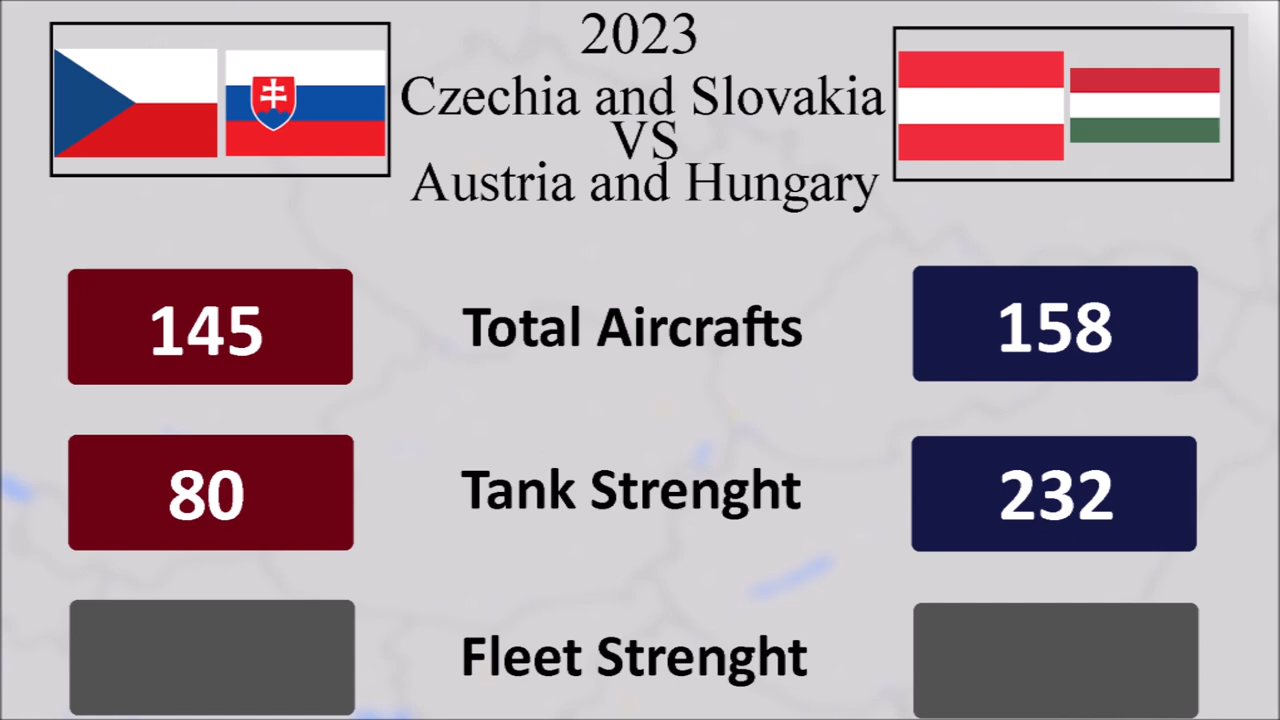 2023
Czechia and Slovakia
VS
Austria and Hungary
145 Total Aircrafts 158
80 Tank Strenght 232
Fleet Strenght